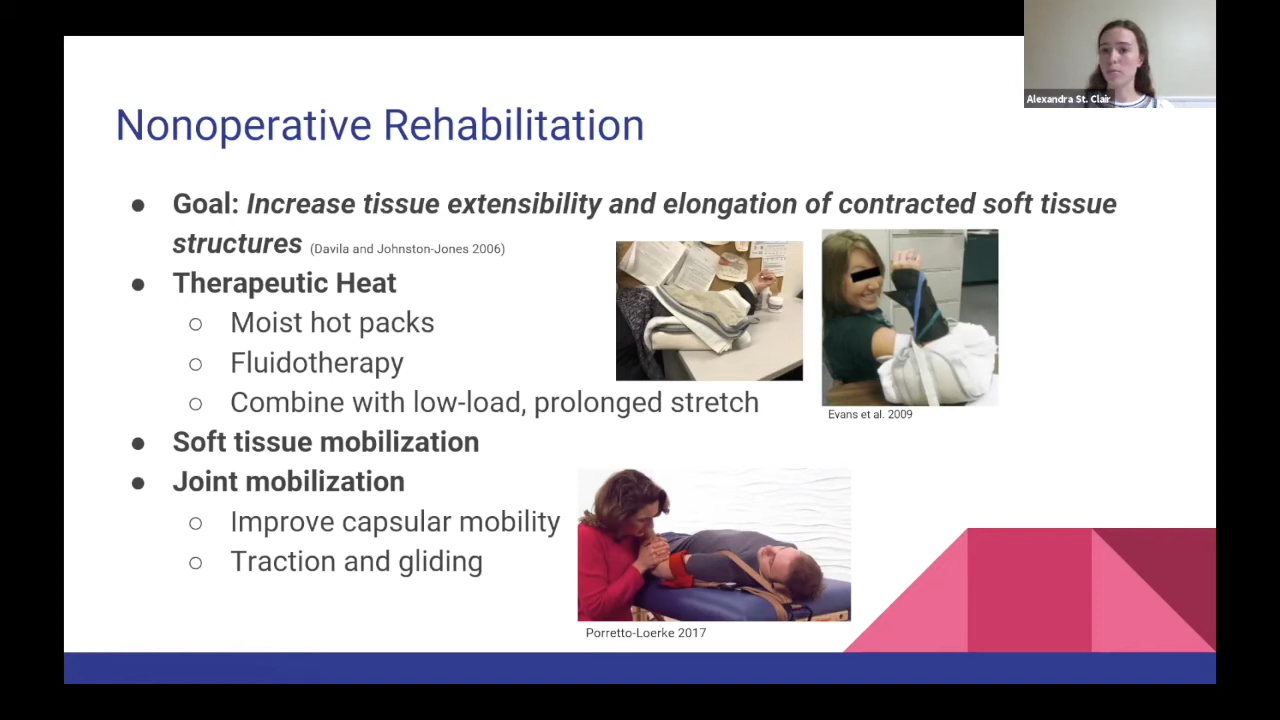 Alexandra St. Clair
Nonoperative Rehabilitation
● Goal: Increase tissue extensibility and elongation of contracted soft tissue
structures (Davila and Johnston-Jones 2006)
● Therapeutic Heat
○ Moist hot packs
○ Fluidotherapy
○ Combine with low-load, prolonged stretch
Evans et al. 2009
● Soft tissue mobilization
● Joint mobilization
○ Improve capsular mobility
○ Traction and gliding
Porretto-Loerke 2017